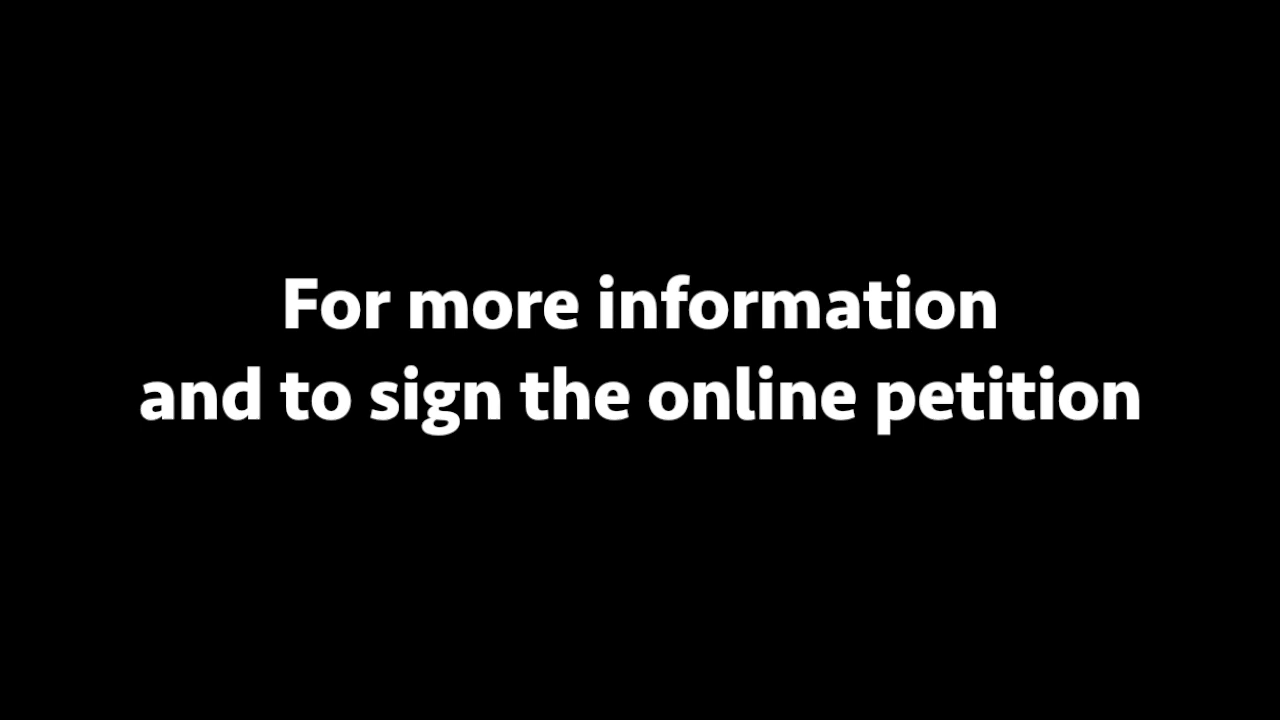 For more information
and to sign the online petition